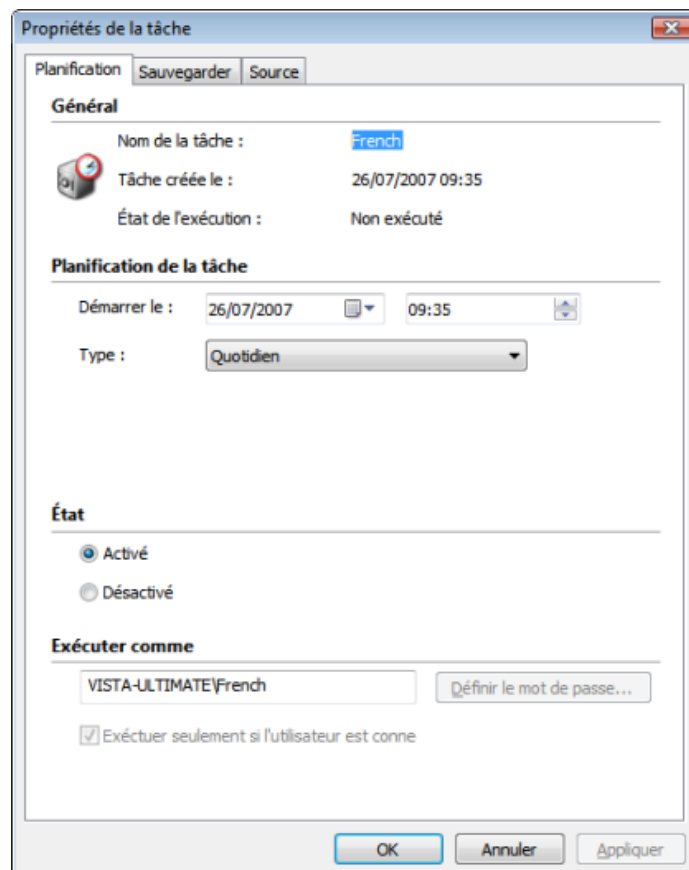 Propriétés de la tâche
Planification Sauvegarder Source
Général
Nom de la tâche : French
Tâche créée le : 26/07/2007 09:35
État de l'exécution : Non exécuté
Planification de la tâche
Démarrer le : 26/07/2007 09:35
Type : Quotidien
État
Activé
Désactivé
Exécuter comme
VISTA-ULTIMATE\French Définir le mot de passe...
Exéctuer seulement si l'utilisateur est conne
OK Annuler Appliquer